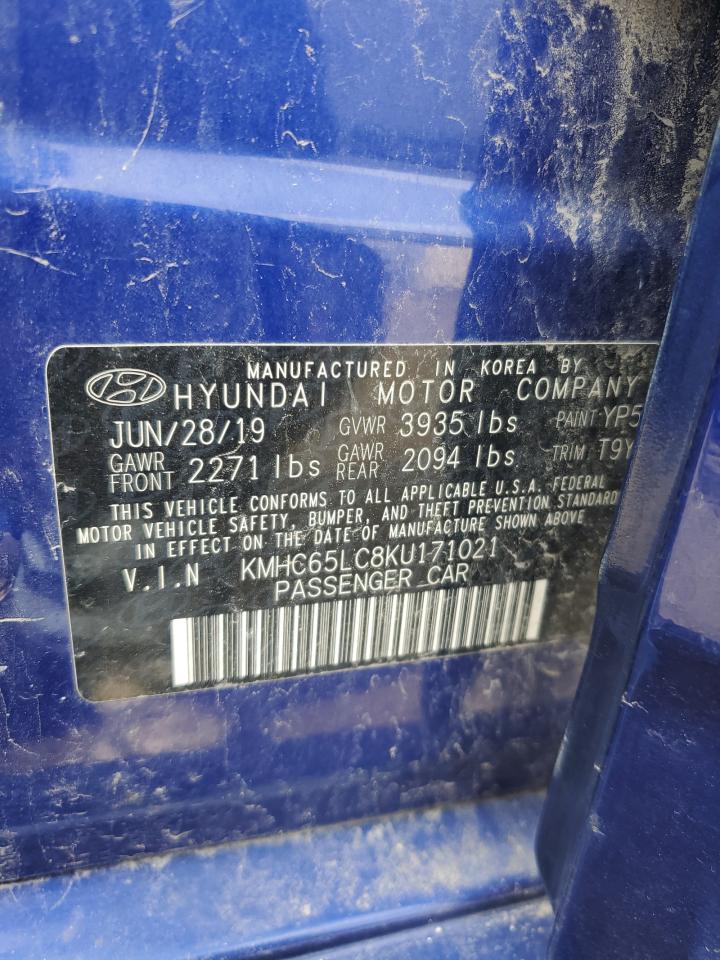 MANUFACTURED IN KOREA BY
HYUNDAI MOTOR COMPANY
JUN/28/19 GVWR 3935 lbs PAINT YP5
GAWR FRONT 2271 lbs GAWR REAR 2094 lbs TRIM T9Y
THIS VEHICLE CONFORMS TO ALL APPLICABLE U.S.A. FEDERAL
MOTOR VEHICLE SAFETY, BUMPER, AND THEFT PREVENTION STANDARD
IN EFFECT ON THE DATE OF MANUFACTURE SHOWN ABOVE
V.I.N KMHC65LC8KU171021
PASSENGER CAR